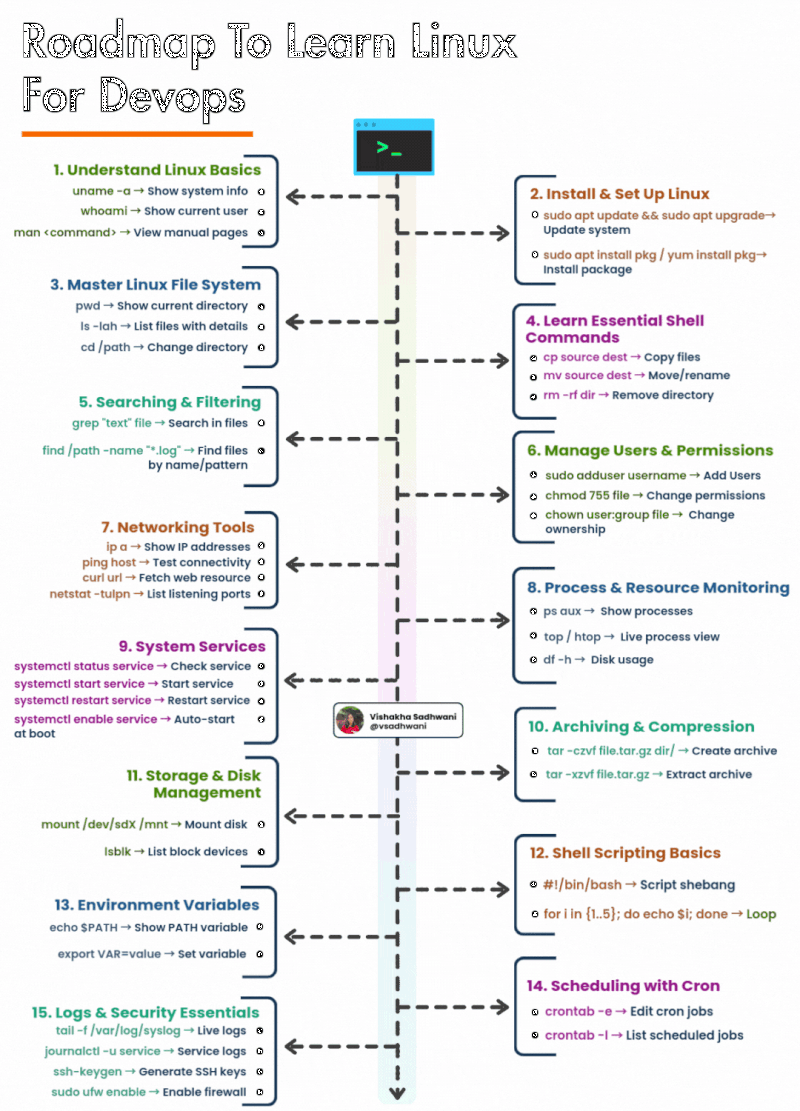 Roadmap To Learn Linux
For Devops
>_
1. Understand Linux Basics
uname -a → Show system info
whoami → Show current user
man <command> → View manual pages
2. Install & Set Up Linux
sudo apt update && sudo apt upgrade→
Update system
sudo apt install pkg / yum install pkg→
Install package
3. Master Linux File System
pwd → Show current directory
ls -lah → List files with details
cd /path → Change directory
4. Learn Essential Shell
Commands
cp source dest → Copy files
mv source dest → Move/rename
rm -rf dir → Remove directory
5. Searching & Filtering
grep "text" file → Search in files
find /path -name "*.log" → Find files
by name/pattern
6. Manage Users & Permissions
sudo adduser username → Add Users
chmod 755 file → Change permissions
chown user:group file → Change
ownership
7. Networking Tools
ip a → Show IP addresses
ping host → Test connectivity
curl url → Fetch web resource
netstat -tulpn → List listening ports
8. Process & Resource Monitoring
ps aux → Show processes
top / htop → Live process view
df -h → Disk usage
9. System Services
systemctl status service → Check service
systemctl start service → Start service
systemctl restart service → Restart service
systemctl enable service → Auto-start
at boot
Vishakha Sadhwani
@vsadhwani
10. Archiving & Compression
tar -czvf file.tar.gz dir/ → Create archive
tar -xzvf file.tar.gz → Extract archive
11. Storage & Disk
Management
mount /dev/sdX /mnt → Mount disk
lsblk → List block devices
12. Shell Scripting Basics
#!/bin/bash → Script shebang
for i in {1..5}; do echo $i; done → Loop
13. Environment Variables
echo $PATH → Show PATH variable
export VAR=value → Set variable
14. Scheduling with Cron
crontab -e → Edit cron jobs
crontab -l → List scheduled jobs
15. Logs & Security Essentials
tail -f /var/log/syslog → Live logs
journalctl -u service → Service logs
ssh-keygen → Generate SSH keys
sudo ufw enable → Enable firewall